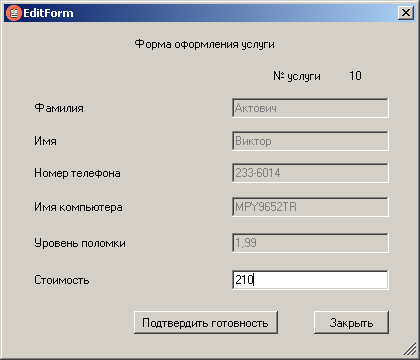 EditForm
Форма оформления услуги
№ услуги 10
Фамилия Актович
Имя Виктор
Номер телефона 233-6014
Имя компьютера MPY9652TR
Уровень поломки 1,99
Стоимость 210
Подтвердить готовность Закрыть